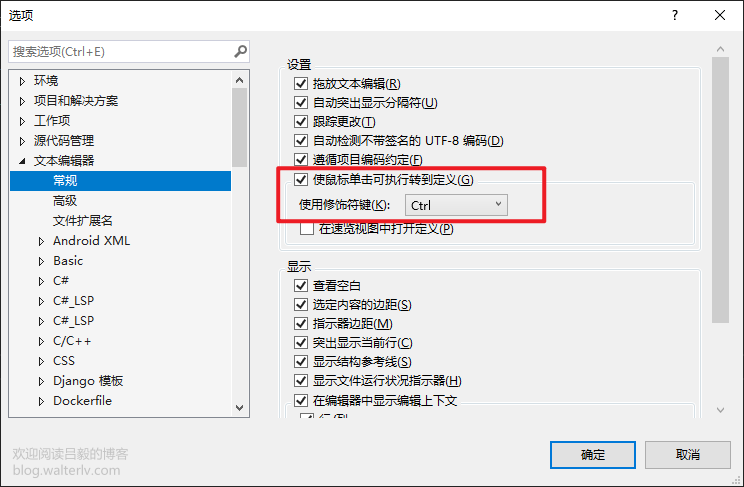 选项
搜索选项(Ctrl+E)
环境
项目和解决方案
工作项
源代码管理
文本编辑器
常规
高级
文件扩展名
Android XML
Basic
C#
C#_LSP
C#_LSP
C/C++
CSS
Django 模板
Dockerfile
设置
拖放文本编辑(R)
自动突出显示分隔符(U)
跟踪更改(T)
自动检测不带签名的 UTF-8 编码(D)
遵循项目编码约定(F)
使鼠标单击可执行转到定义(G)
使用修饰符键(K): Ctrl
在速览视图中打开定义(P)
显示
查看空白
选定内容的边距(S)
指示器边距(M)
突出显示当前行(C)
显示结构参考线(S)
显示文件运行状况指示器(H)
在编辑器中显示编辑上下文
欢迎阅读吕毅的博客
blog.walterlv.com
确定
取消